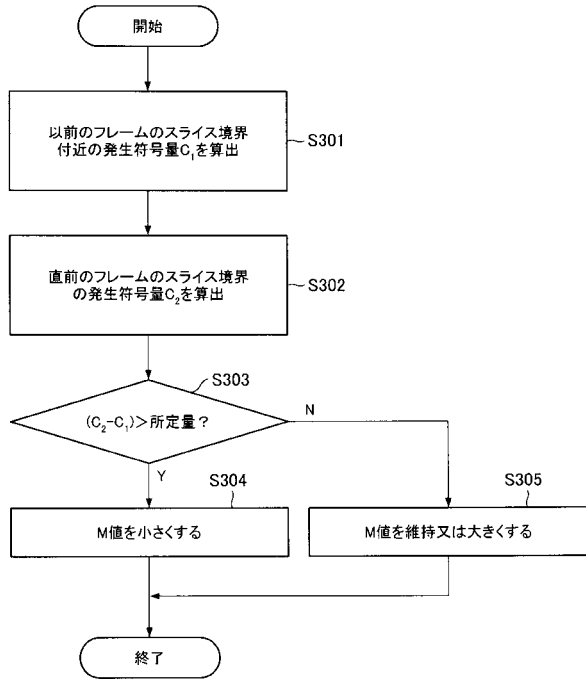 開始
以前のフレームのスライス境界
付近の発生符号量C₁を算出
S301
直前のフレームのスライス境界
の発生符号量C₂を算出
S302
S303
(C₂-C₁)>所定量?
N
Y
S304
M値を小さくする
S305
M値を維持又は大きくする
終了